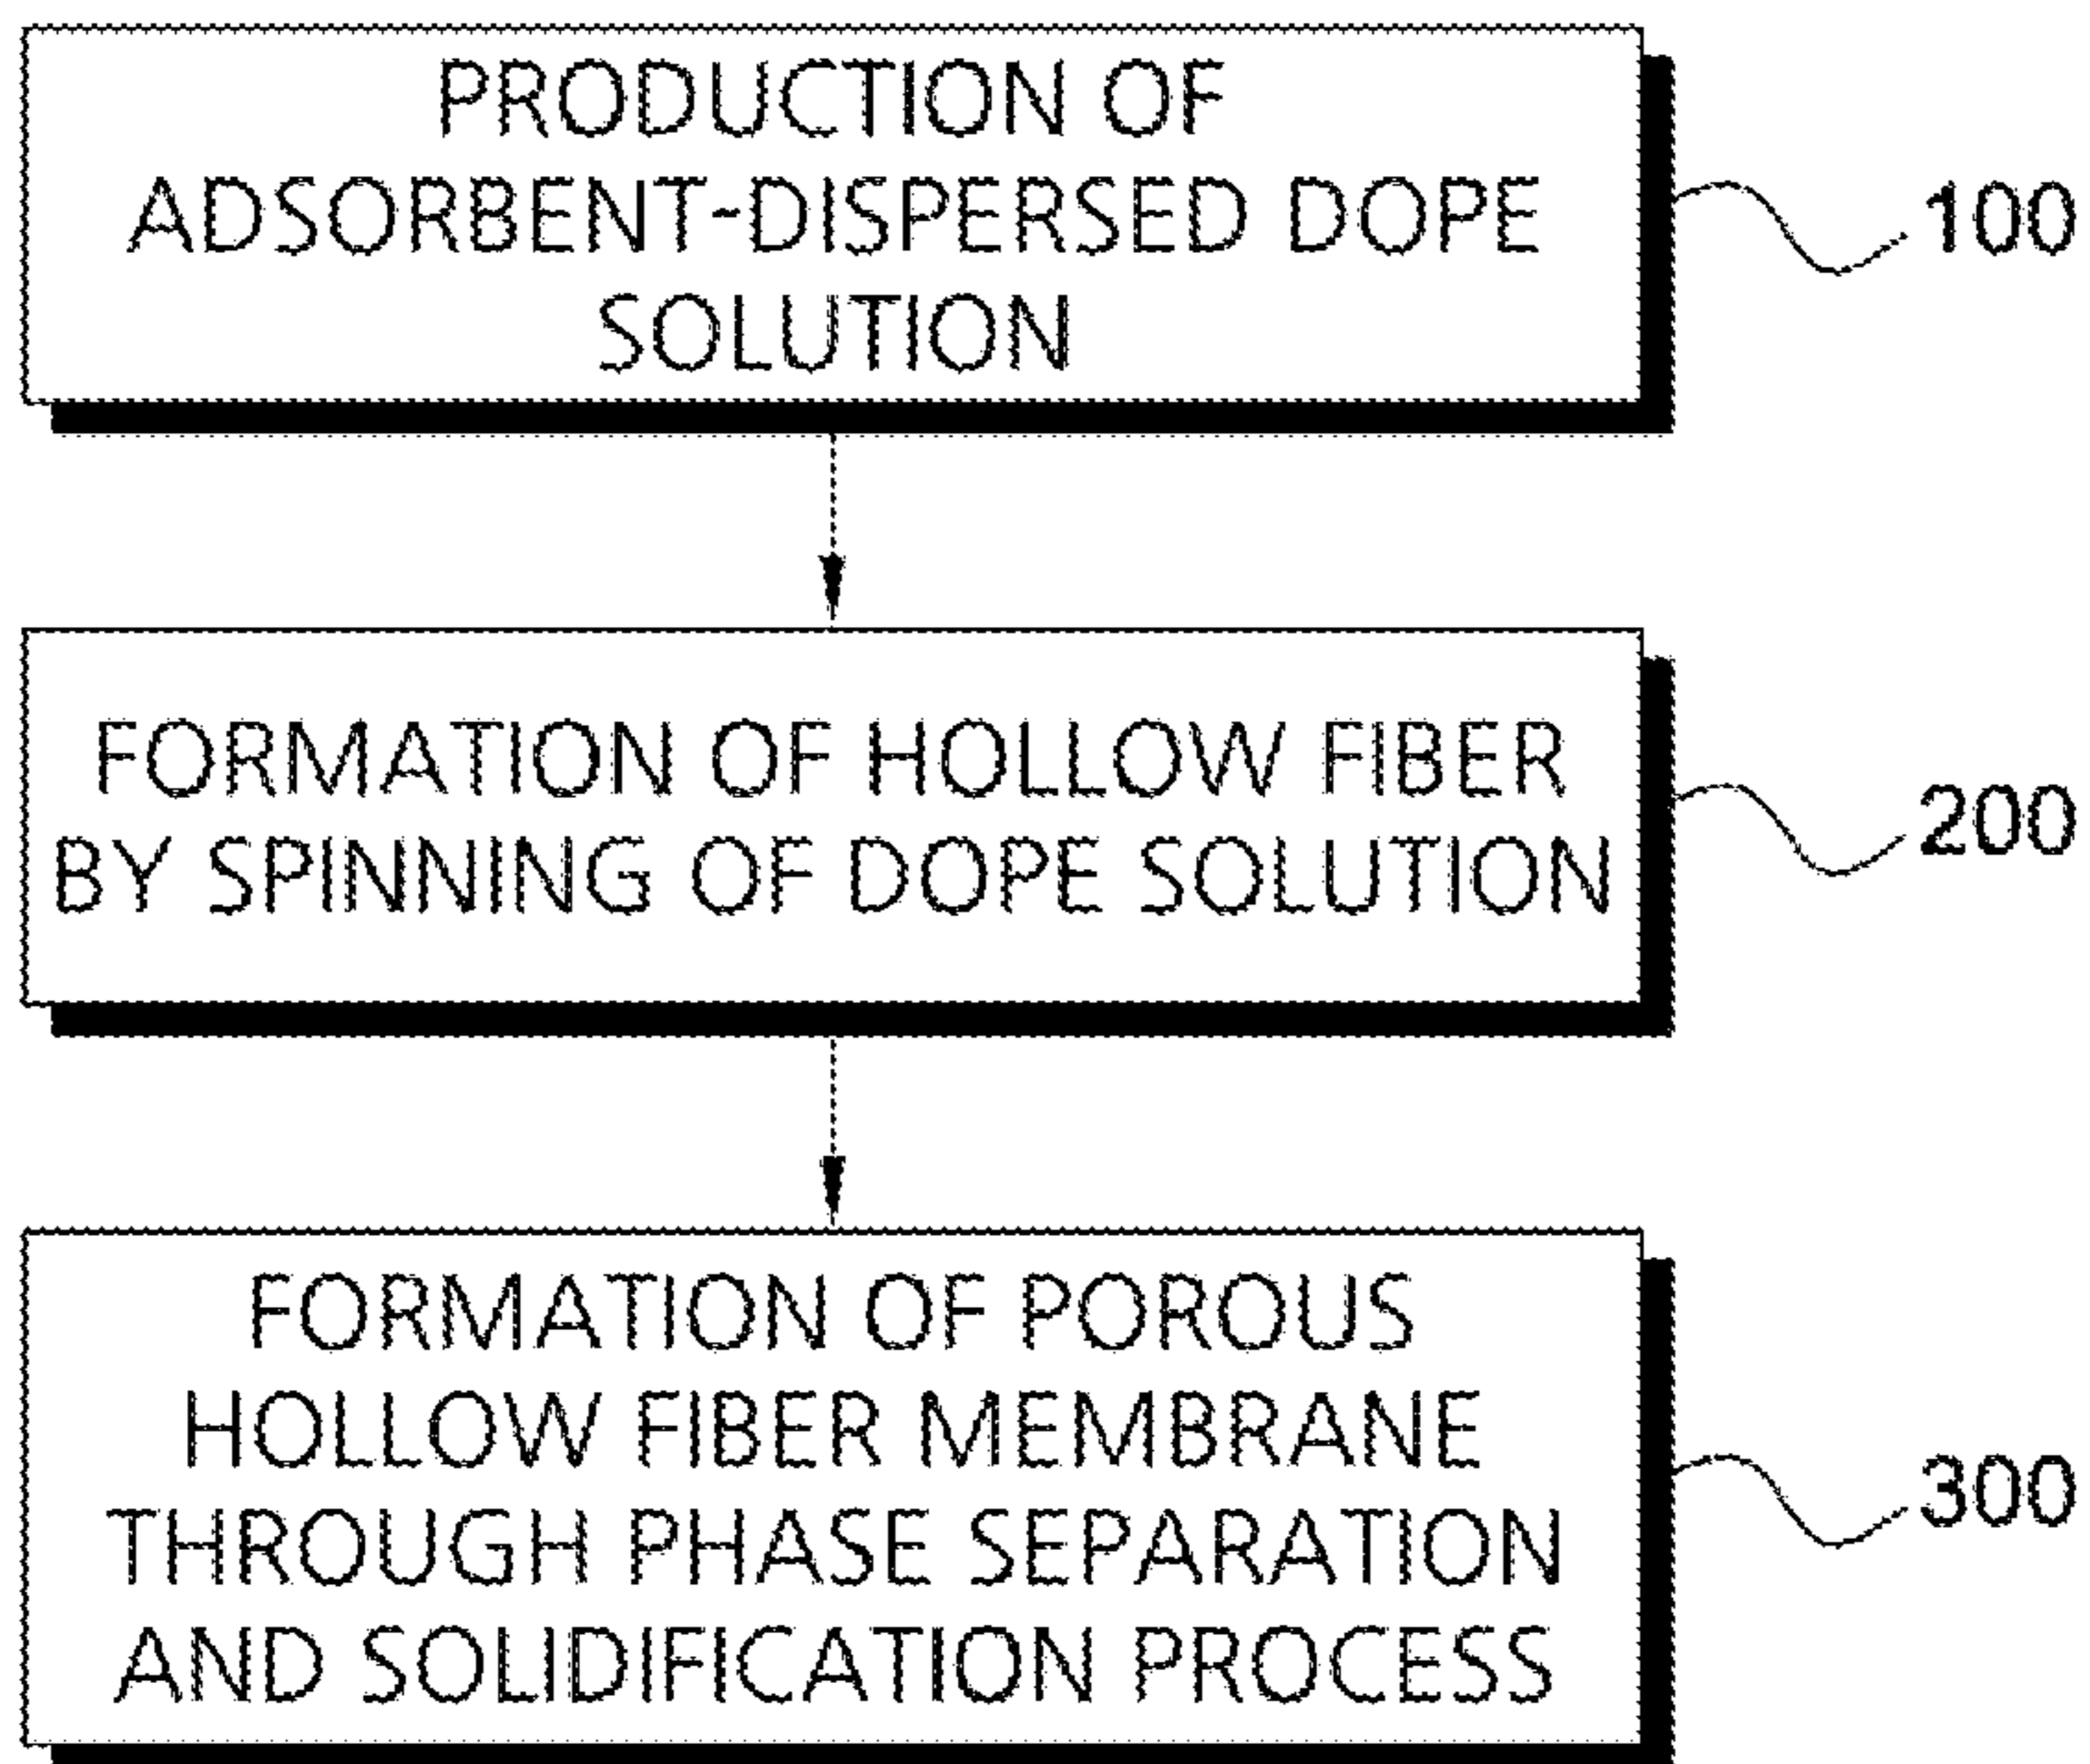 PRODUCTION OF
ADSORBENT-DISPERSED DOPE
SOLUTION
100
FORMATION OF HOLLOW FIBER
BY SPINNING OF DOPE SOLUTION
200
FORMATION OF POROUS
HOLLOW FIBER MEMBRANE
THROUGH PHASE SEPARATION
AND SOLIDIFICATION PROCESS
300